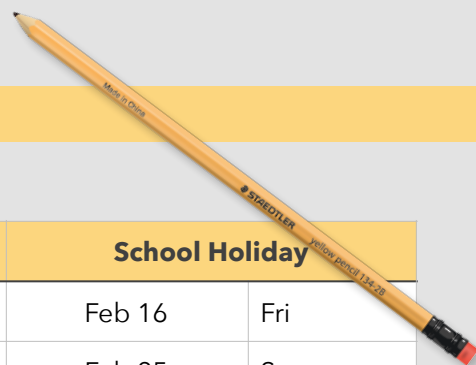 Made in China
STAEDTLER
yellow pencil 134-2B
School Holiday
Feb 16 Fri